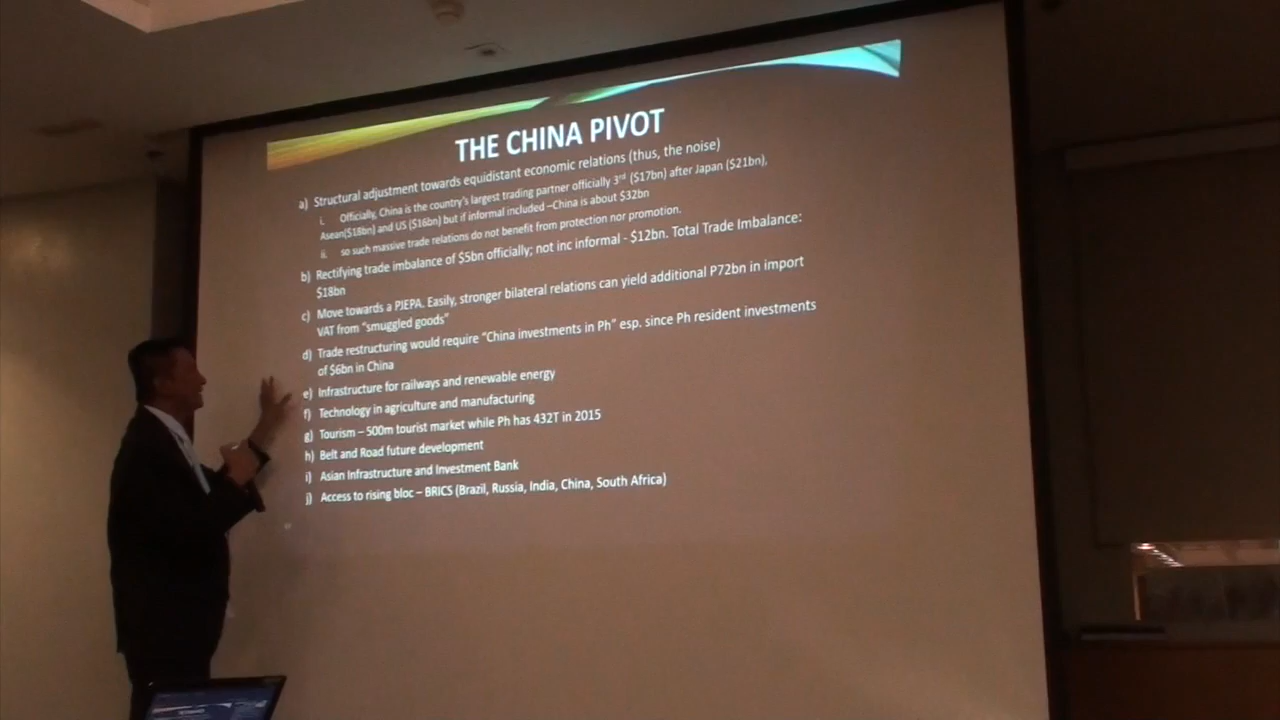 THE CHINA PIVOT
a) Structural adjustment towards equidistant economic relations (thus, the noise)
i. Officially, China is the country's largest trading partner officially 3rd ($17bn) after Japan ($21bn),
Asean($18bn) and US ($16bn) but if informal included –China is about $32bn
ii. so such massive trade relations do not benefit from protection nor promotion.
b) Rectifying trade imbalance of $5bn officially; not inc informal - $12bn. Total Trade Imbalance:
$18bn
c) Move towards a PJEPA. Easily, stronger bilateral relations can yield additional P72bn in import
VAT from "smuggled goods"
d) Trade restructuring would require "China investments in Ph" esp. since Ph resident investments
of $6bn in China
e) Infrastructure for railways and renewable energy
f) Technology in agriculture and manufacturing
g) Tourism – 500m tourist market while Ph has 432T in 2015
h) Belt and Road future development
i) Asian Infrastructure and Investment Bank
j) Access to rising bloc – BRICS (Brazil, Russia, India, China, South Africa)